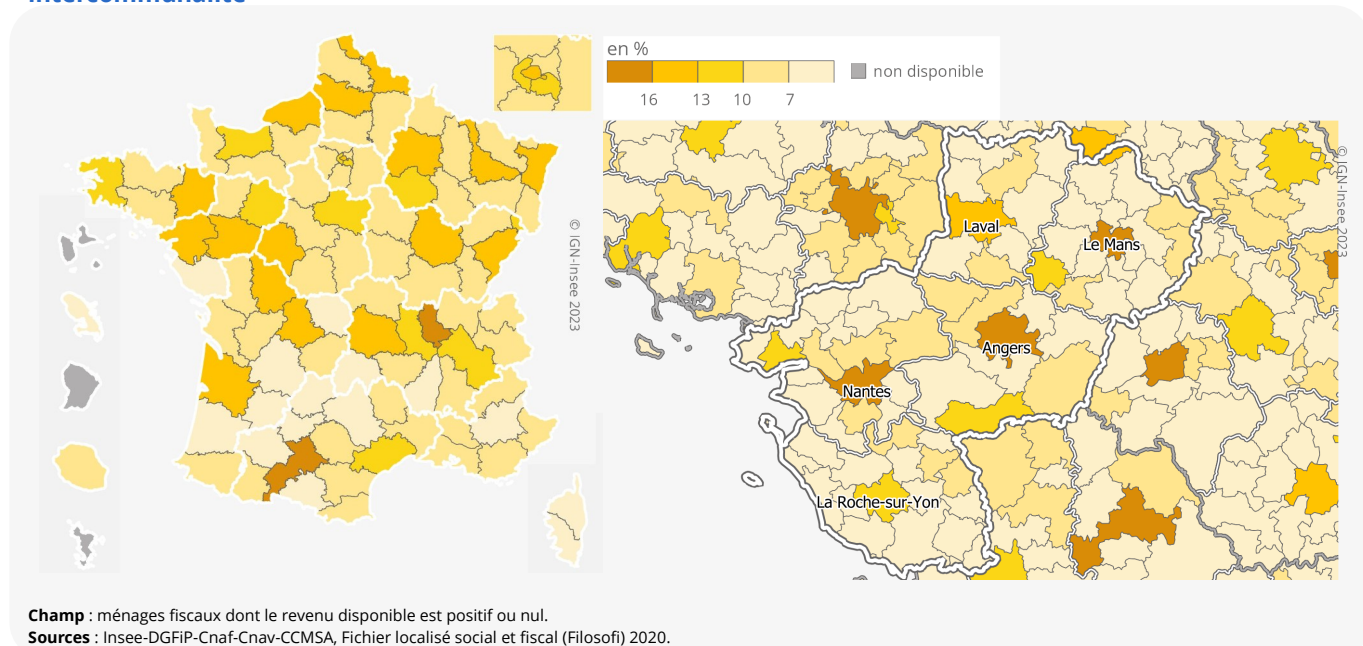 intercommunalité
en %
16 13 10 7
non disponible
© IGN-Insee 2023
© IGN-Insee 2023
Laval
Le Mans
Angers
Nantes
La Roche-sur-Yon
Champ : ménages fiscaux dont le revenu disponible est positif ou nul.
Sources : Insee-DGFiP-Cnaf-Cnav-CCMSA, Fichier localisé social et fiscal (Filosofi) 2020.